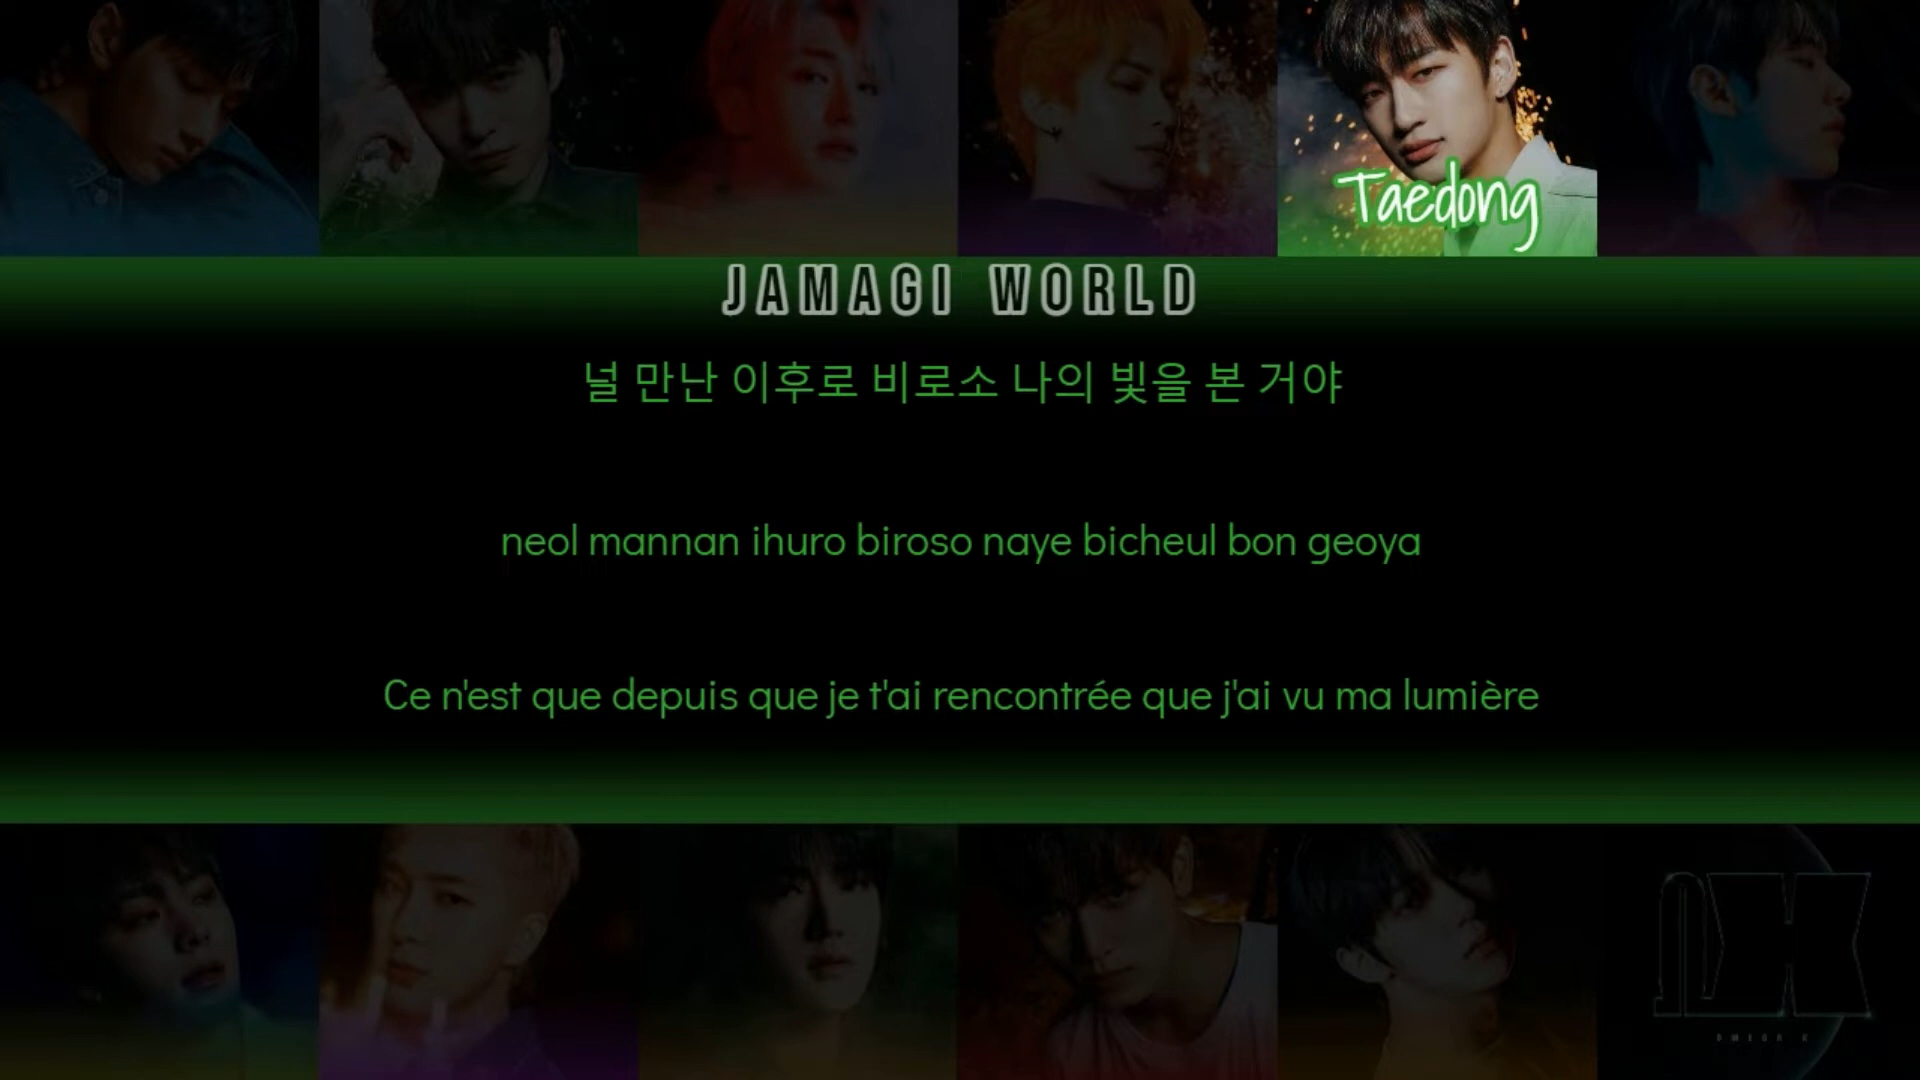 Taedong
JAMAGI WORLD
널 만난 이후로 비로소 나의 빛을 본 거야
neol mannan ihuro biroso naye bicheul bon geoya
Ce n'est que depuis que je t'ai rencontrée que j'ai vu ma lumière
OMEGA X